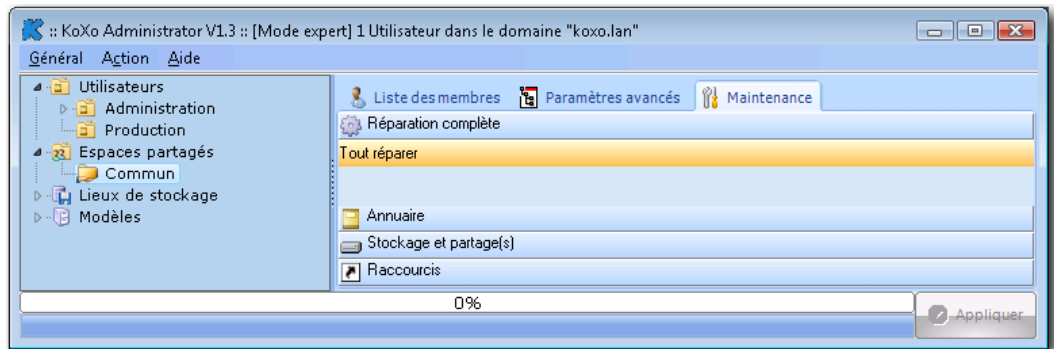 :: KoXo Administrator V1.3 :: [Mode expert] 1 Utilisateur dans le domaine "koxo.lan"
Général Action Aide
Utilisateurs
Administration
Production
Espaces partagés
Commun
Lieux de stockage
Modèles
Liste des membres Paramètres avancés Maintenance
Réparation complète
Tout réparer
Annuaire
Stockage et partage(s)
Raccourcis
0%
Appliquer